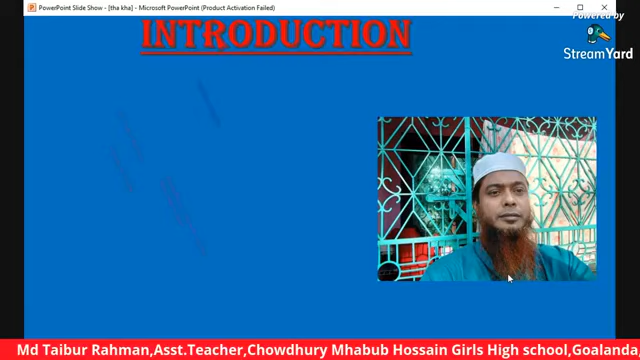 PowerPoint Slide Show - [tha kha] - Microsoft PowerPoint (Product Activation Failed)
Powered by
StreamYard
INTRODUCTION
Md Taibur Rahman,Asst.Teacher,Chowdhury Mhabub Hossain Girls High school,Goalanda,